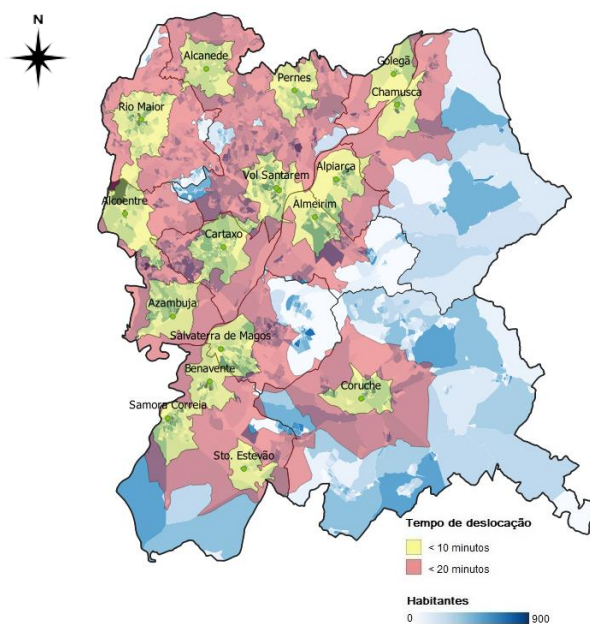 N
Alcanede
Golegã
Pernes
Chamusca
Rio Maior
Vol Santarem
Alpiarça
Alcoentre
Almeirim
Cartaxo
Azambuja
Salvaterra de Magos
Benavente
Coruche
Samora Correia
Sto. Estevão
Tempo de deslocação
< 10 minutos
< 20 minutos
Habitantes
0 900